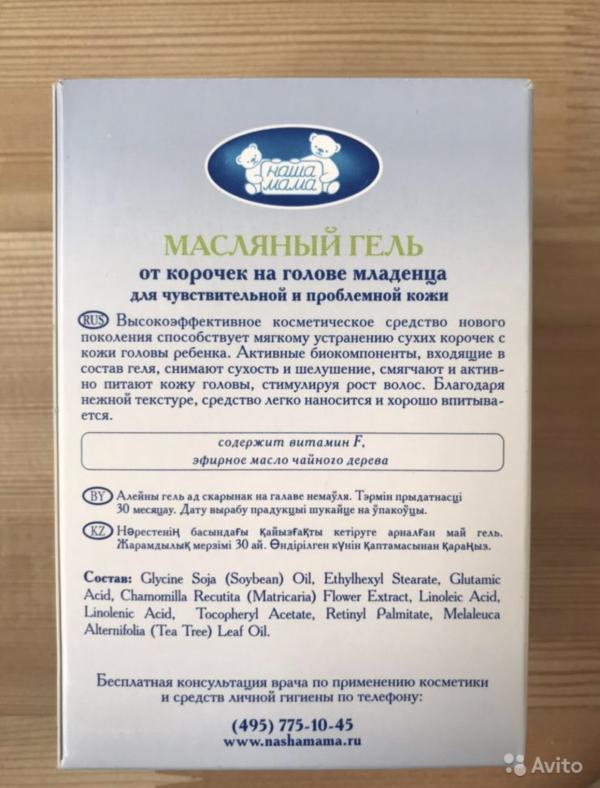 наша
мама
МАСЛЯНЫЙ ГЕЛЬ
от корочек на голове младенца
для чувствительной и проблемной кожи
RUS Высокоэффективное косметическое средство нового
поколения способствует мягкому устранению сухих корочек с
кожи головы ребенка. Активные биокомпоненты, входящие в
состав геля, снимают сухость и шелушение, смягчают и актив-
но питают кожу головы, стимулируя рост волос. Благодаря
нежной текстуре, средство легко наносится и хорошо впитыва-
ется.
содержит витамин F,
эфирное масло чайного дерева
BY Алейны гель ад скарынак на галаве немаўля. Тэрмін прыдатнасці
30 месяцаў. Дату вырабу прадукцыі шукайце на ўпакоўцы.
KZ Нәрестенің басындағы қайызғақты кетіруге арналған май гель.
Жарамдылық мерзімі 30 ай. Өндірілген күнін қаптамасынан қараңыз.
Состав: Glycine Soja (Soybean) Oil, Ethylhexyl Stearate, Glutamic
Acid, Chamomilla Recutita (Matricaria) Flower Extract, Linoleic Acid,
Linolenic Acid, Tocopheryl Acetate, Retinyl Palmitate, Melaleuca
Alternifolia (Tea Tree) Leaf Oil.
Бесплатная консультация врача по применению косметики
и средств личной гигиены по телефону:
(495) 775-10-45
www.nashamama.ru
Avito